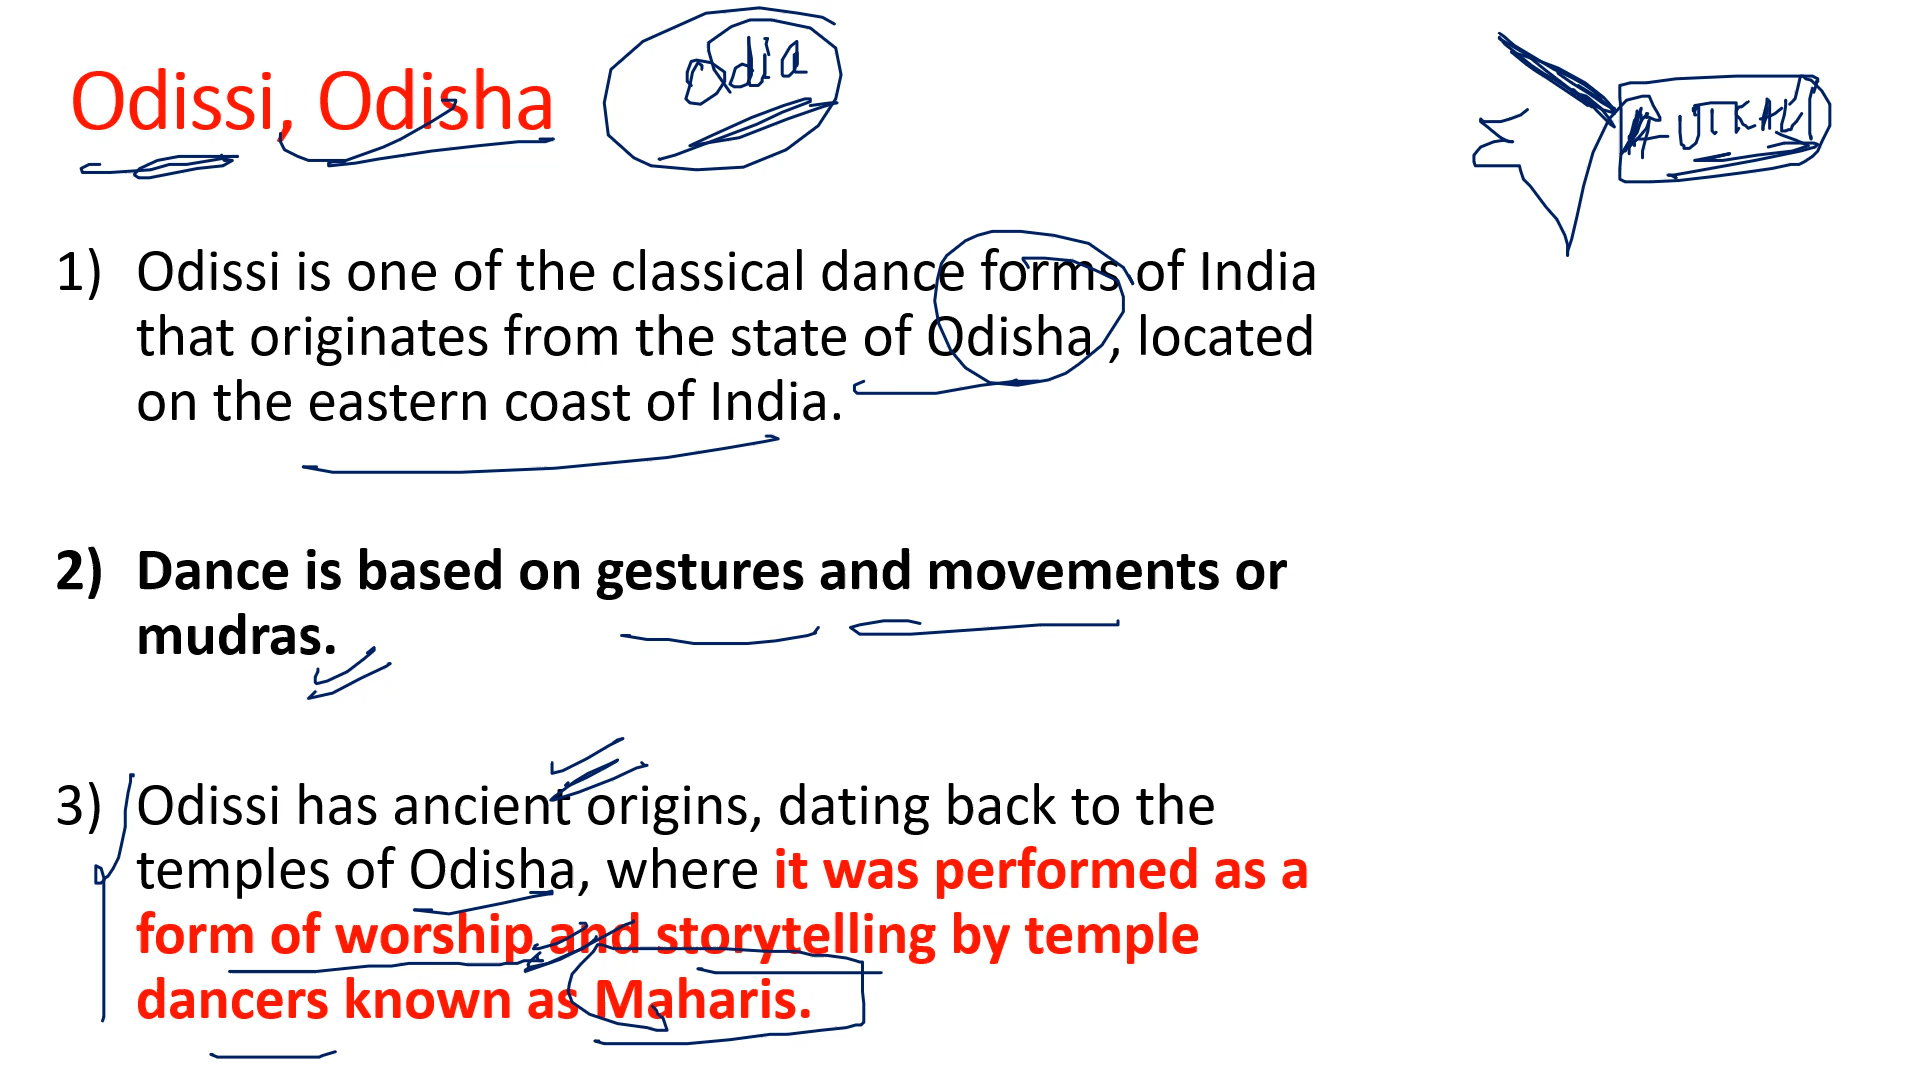 Odissi, Odisha
odia
UTKALI
1) Odissi is one of the classical dance forms of India
that originates from the state of Odisha , located
on the eastern coast of India.
2) Dance is based on gestures and movements or
mudras.
3) Odissi has ancient origins, dating back to the
temples of Odisha, where it was performed as a
form of worship and storytelling by temple
dancers known as Maharis.